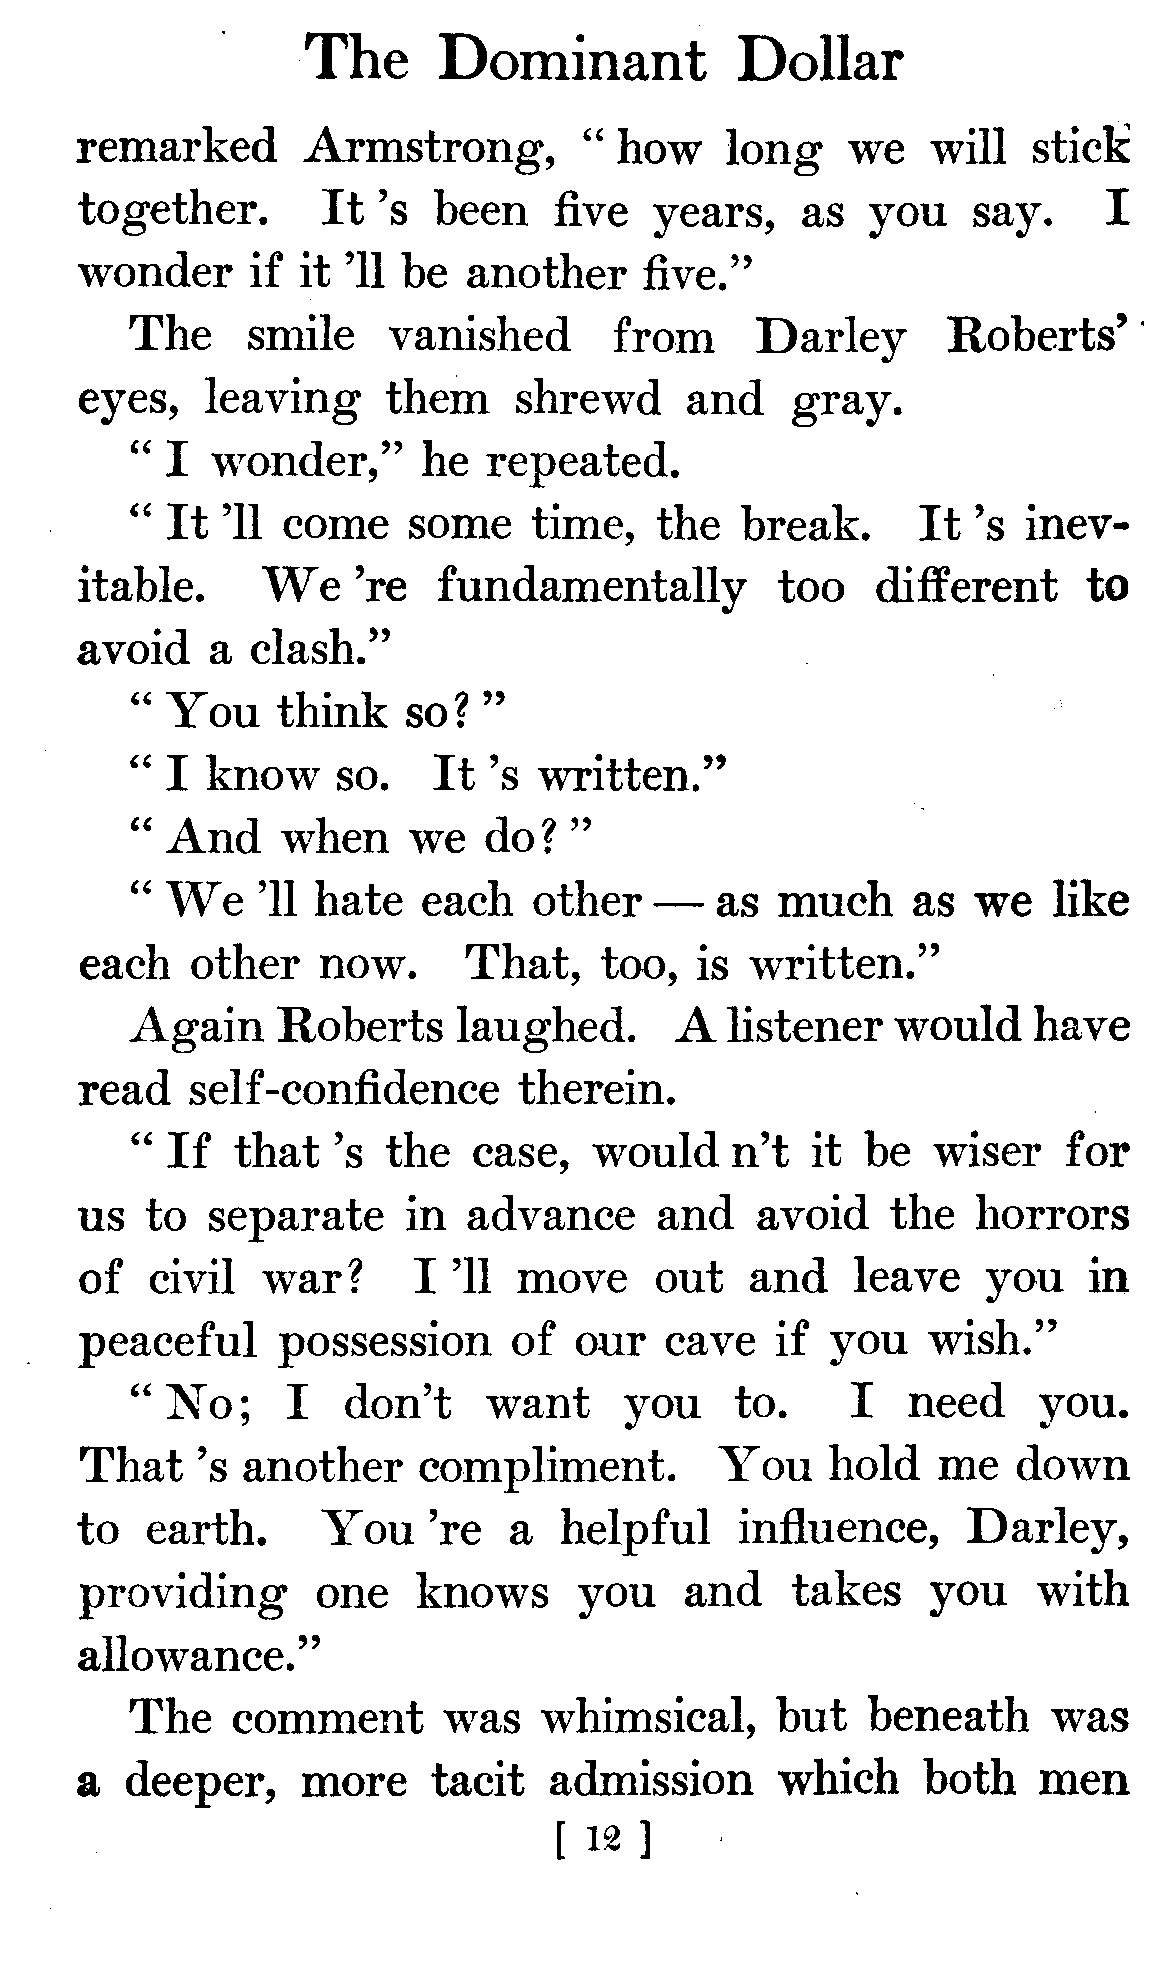 The Dominant Dollar
remarked Armstrong, “ how long we will stick
together. It ’s been five years, as you say. I
wonder if it ’ll be another five.”
The smile vanished from Darley Roberts’
eyes, leaving them shrewd and gray.
“ I wonder,” he repeated.
“ It ’ll come some time, the break. It ’s inev-
itable. We ’re fundamentally too different to
avoid a clash.”
“ You think so? ”
“ I know so. It ’s written.”
“ And when we do? ”
“ We ’ll hate each other — as much as we like
each other now. That, too, is written.”
Again Roberts laughed. A listener would have
read self-confidence therein.
“ If that ’s the case, would n’t it be wiser for
us to separate in advance and avoid the horrors
of civil war? I ’ll move out and leave you in
peaceful possession of our cave if you wish.”
“ No; I don’t want you to. I need you.
That ’s another compliment. You hold me down
to earth. You ’re a helpful influence, Darley,
providing one knows you and takes you with
allowance.”
The comment was whimsical, but beneath was
a deeper, more tacit admission which both men
[ 12 ]